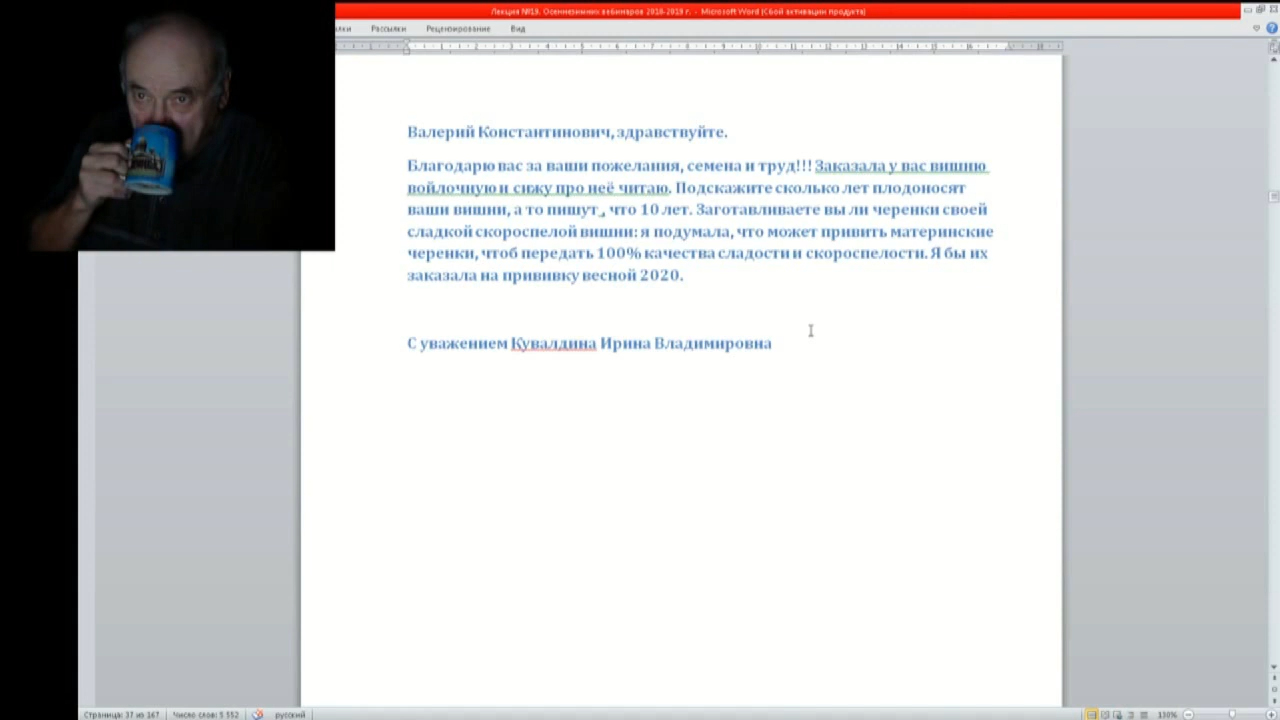 Лекция №19. Осеннезимних вебинаров 2018-2019 г. - Microsoft Word (Сбой активации продукта)
Рассылки Рецензирование Вид
Валерий Константинович, здравствуйте.
Благодарю вас за ваши пожелания, семена и труд!!! Заказала у вас вишню
войлочную и сижу про неё читаю. Подскажите сколько лет плодоносят
ваши вишни, а то пишут , что 10 лет. Заготавливаете вы ли черенки своей
сладкой скороспелой вишни: я подумала, что может привить материнские
черенки, чтоб передать 100% качества сладости и скороспелости. Я бы их
заказала на прививку весной 2020.
С уважением Кувалдина Ирина Владимировна
Страница: 37 из 167 Число слов: 5 552 русский 130%